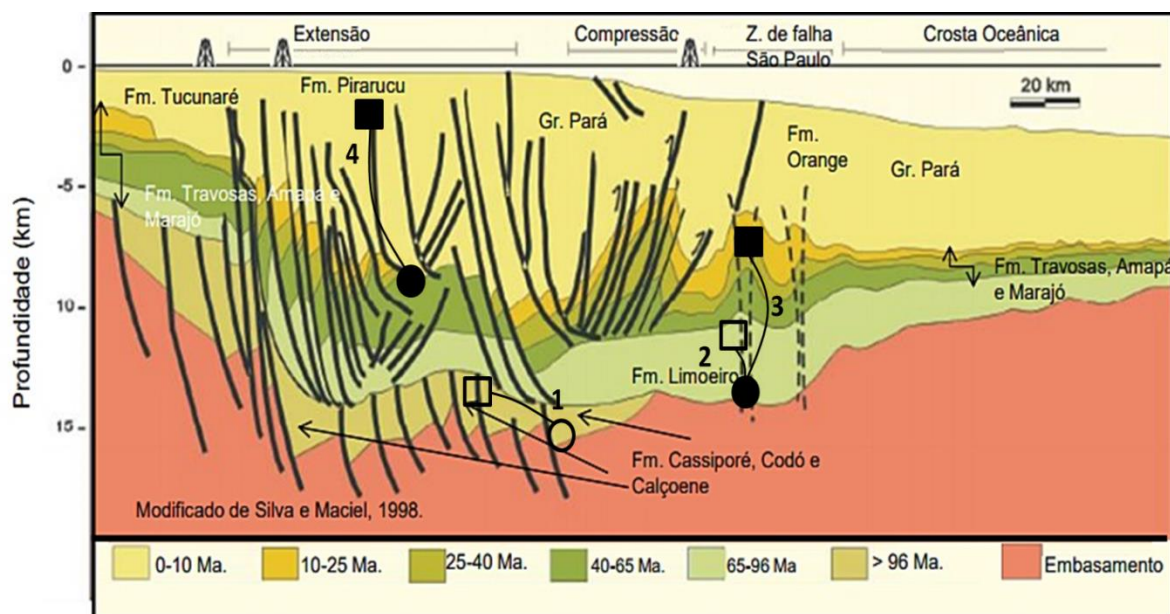 Extensão
Compressão
Z. de falha
São Paulo
Crosta Oceânica
0
20 km
Fm. Tucunaré
Fm. Pirarucu
4
Gr. Pará
Fm.
Orange
Gr. Pará
-5
Fm. Travosas, Amapá e
Marajó
Profundidade (km)
Fm. Travosas, Amapá
e Marajó
10
3
2
Fm. Limoeiro
1
15
Fm. Cassiporé, Codó e
Calçoene
Modificado de Silva e Maciel, 1998.
0-10 Ma.
10-25 Ma.
25-40 Ma.
40-65 Ma.
65-96 Ma
> 96 Ma.
Embasamento